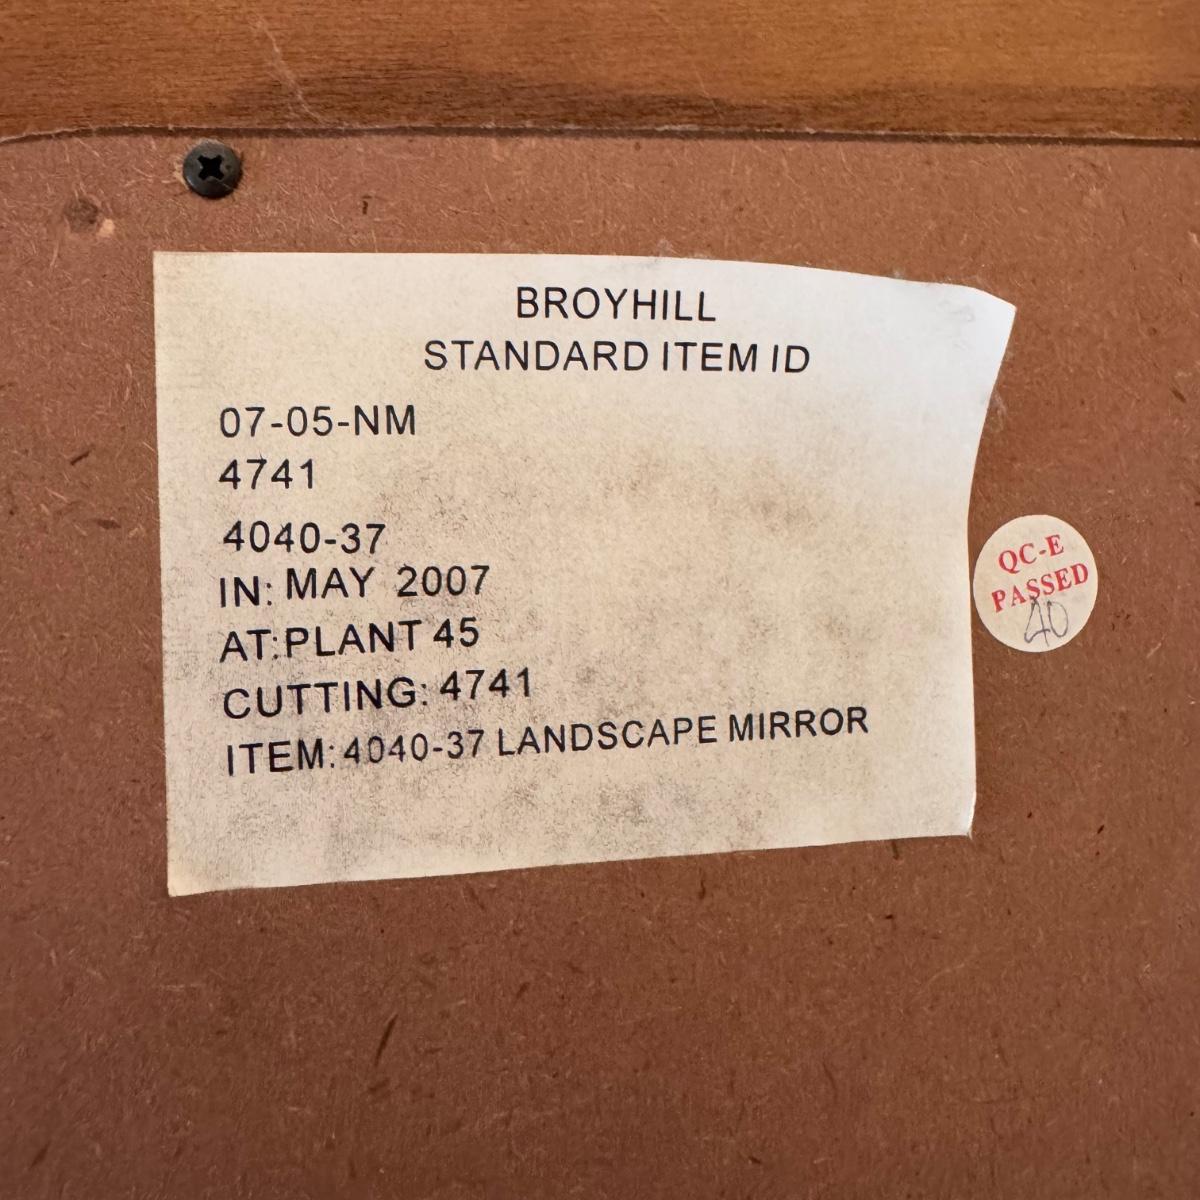 BROYHILL
STANDARD ITEM ID
07-05-NM
4741
4040-37
IN: MAY 2007
AT:PLANT 45
CUTTING: 4741
ITEM: 4040-37 LANDSCAPE MIRROR
QC-E
PASSED
40